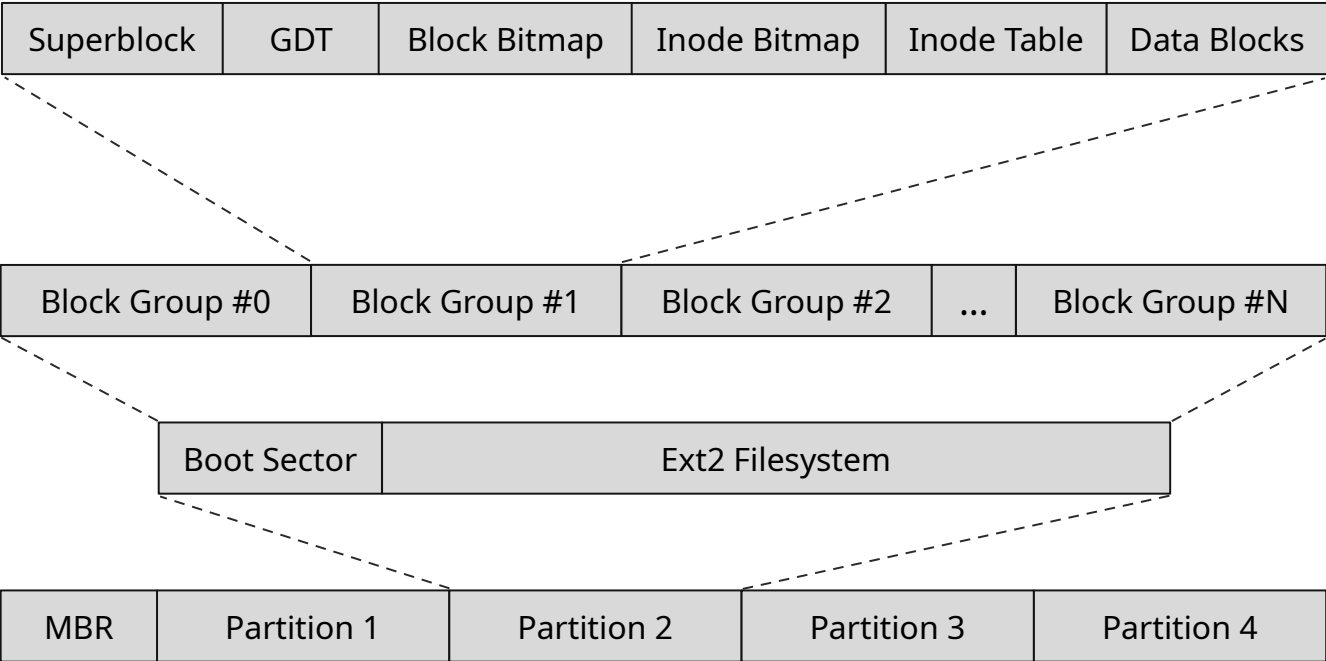 Superblock GDT Block Bitmap Inode Bitmap Inode Table Data Blocks
Block Group #0 Block Group #1 Block Group #2 ... Block Group #N
Boot Sector Ext2 Filesystem
MBR Partition 1 Partition 2 Partition 3 Partition 4